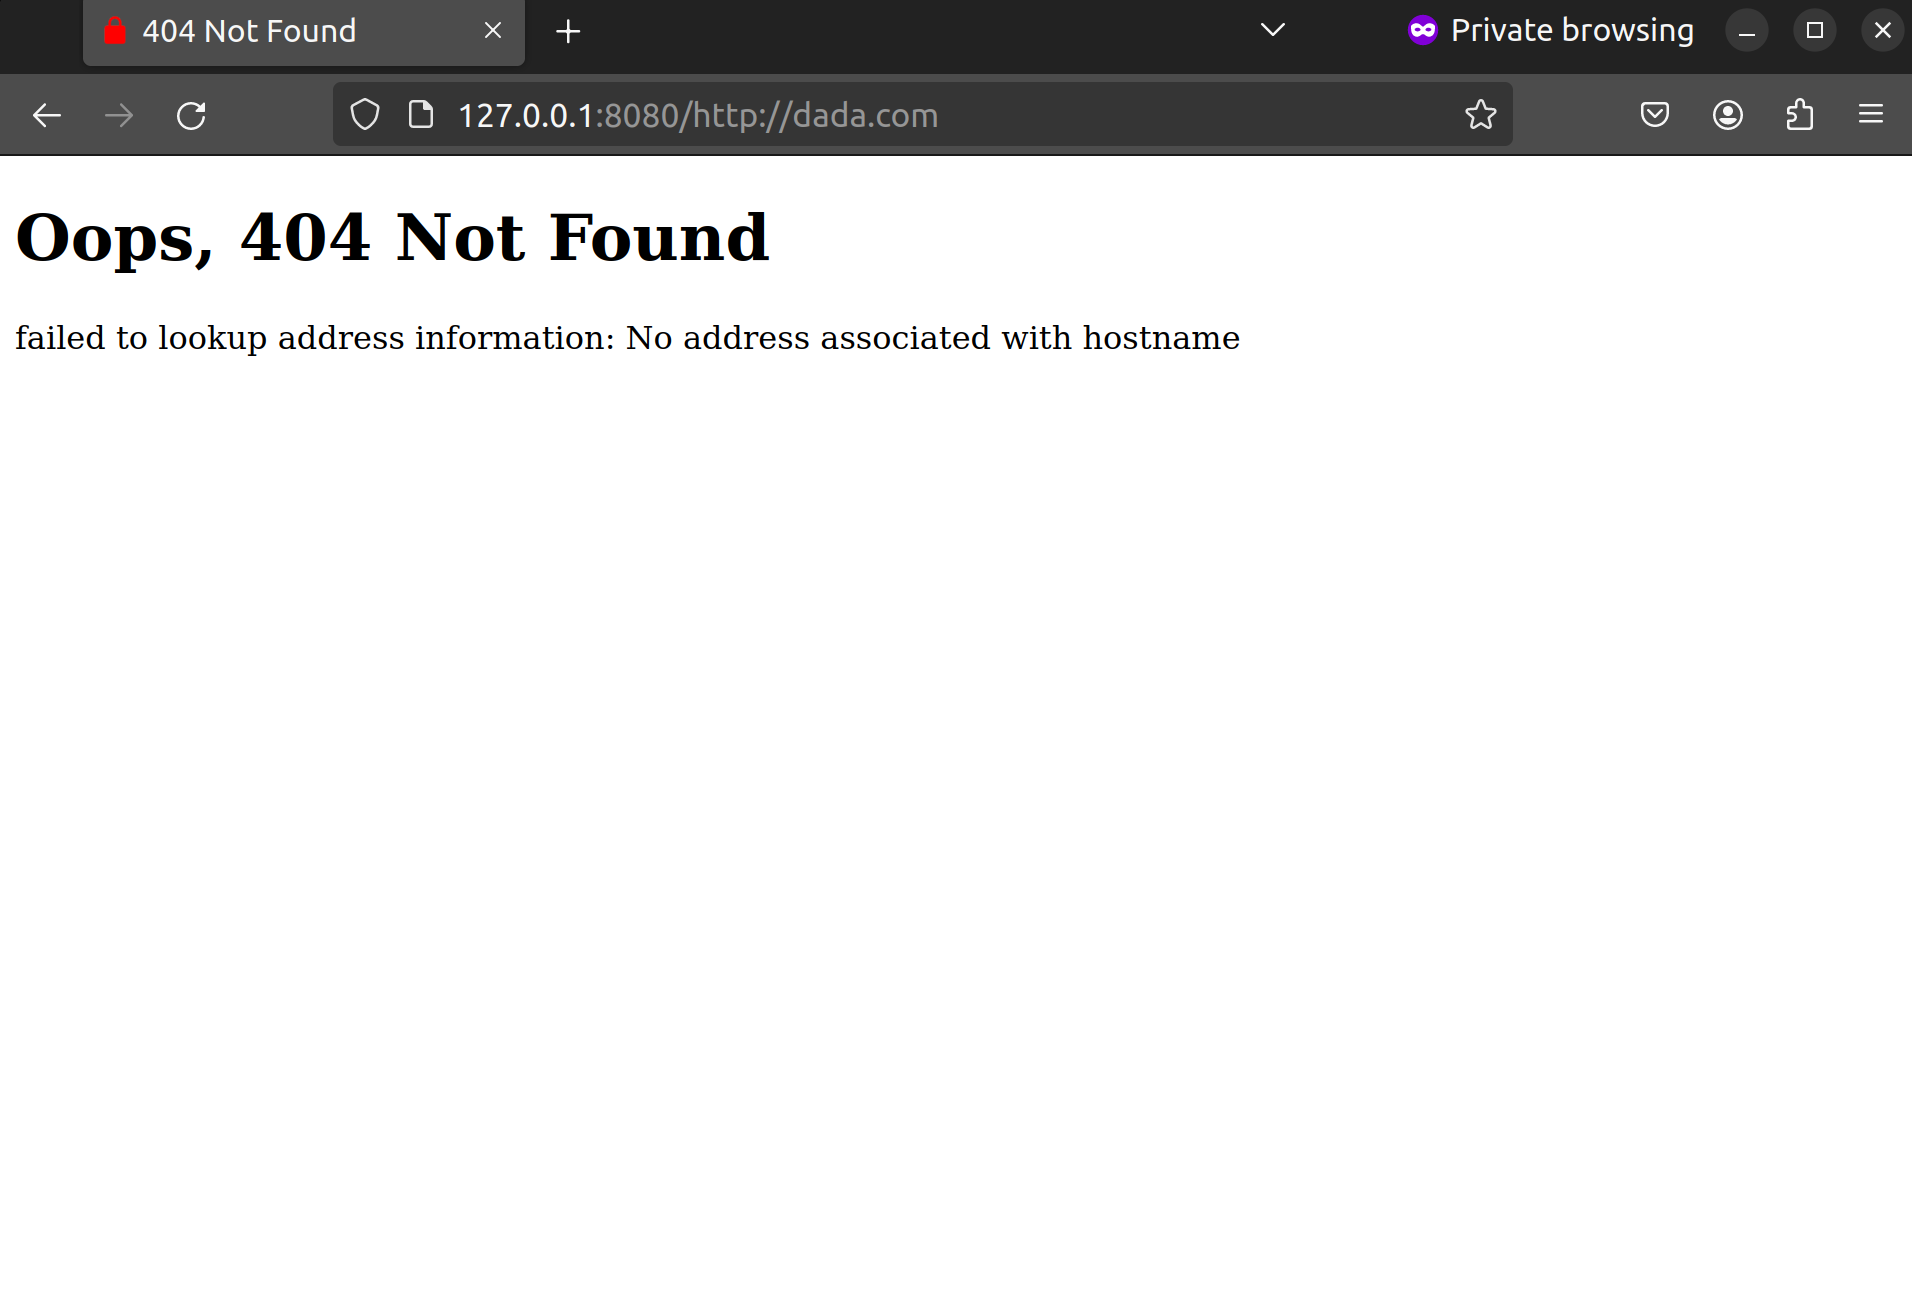 404 Not Found
Private browsing
127.0.0.1:8080/http://dada.com
Oops, 404 Not Found
failed to lookup address information: No address associated with hostname